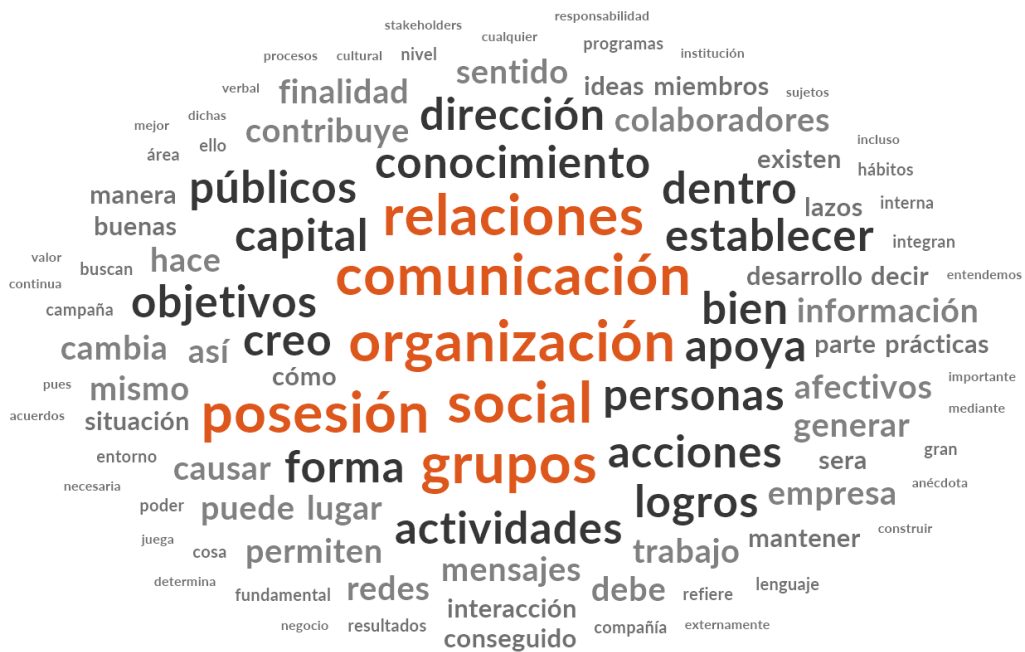 responsabilidad
stakeholders
cualquier
programas
procesos cultural nivel institución
sentido
verbal finalidad ideas miembros sujetos
dichas dirección colaboradores
mejor contribuye
ello incluso
área conocimiento existen hábitos
manera públicos dentro
relaciones lazos interna
buenas capital establecer integran
valor buscan hace
continua comunicación desarrollo decir entendemos
campaña objetivos bien información
cambia así creo organización apoya parte prácticas
cómo
pues mismo personas afectivos importante
acuerdos situación posesión social mediante
generar
entorno causar forma grupos acciones sera gran
necesaria anécdota
poder puede lugar logros empresa
juega actividades mantener construir
cosa permiten trabajo
determina mensajes
fundamental redes debe refiere lenguaje
interacción
negocio resultados compañía externamente
conseguido